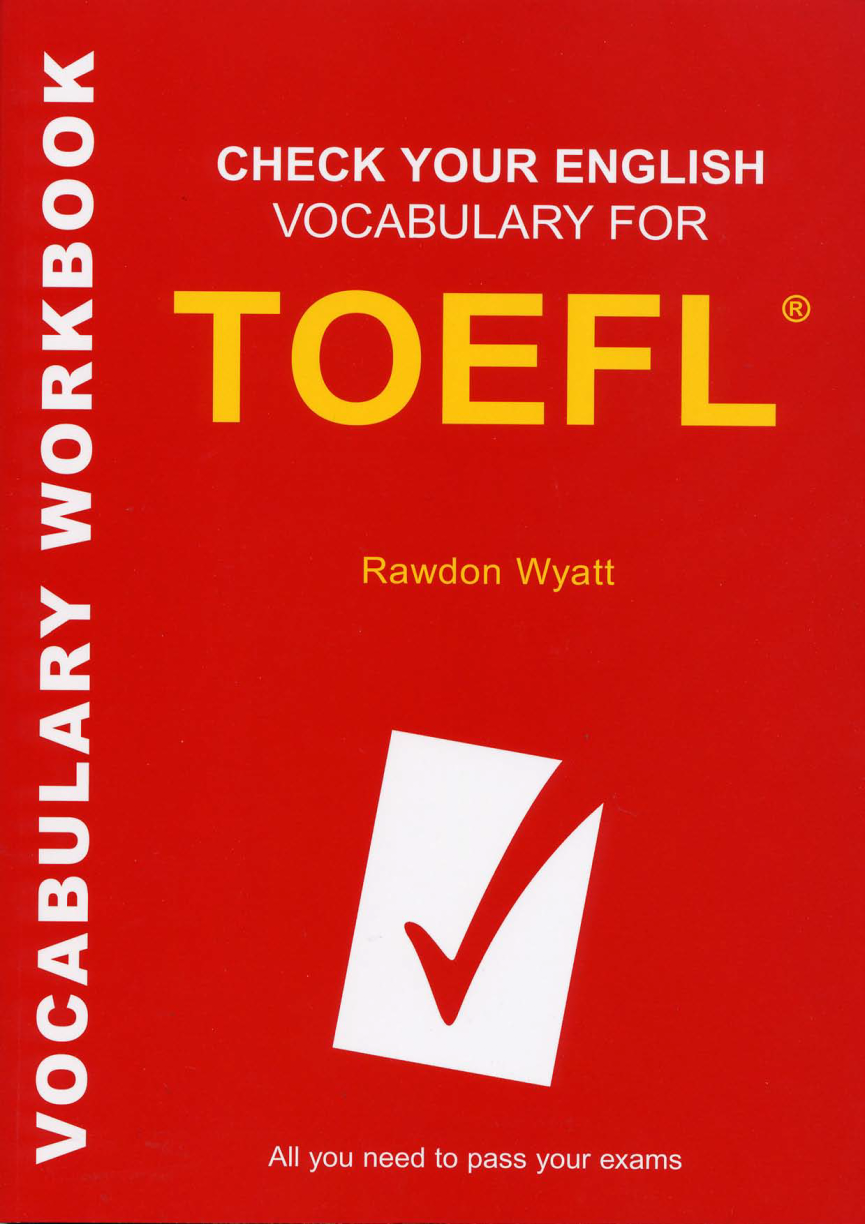 VOCABULARY WORKBOOK
CHECK YOUR ENGLISH
VOCABULARY FOR
TOEFL®
Rawdon Wyatt
All you need to pass your exams